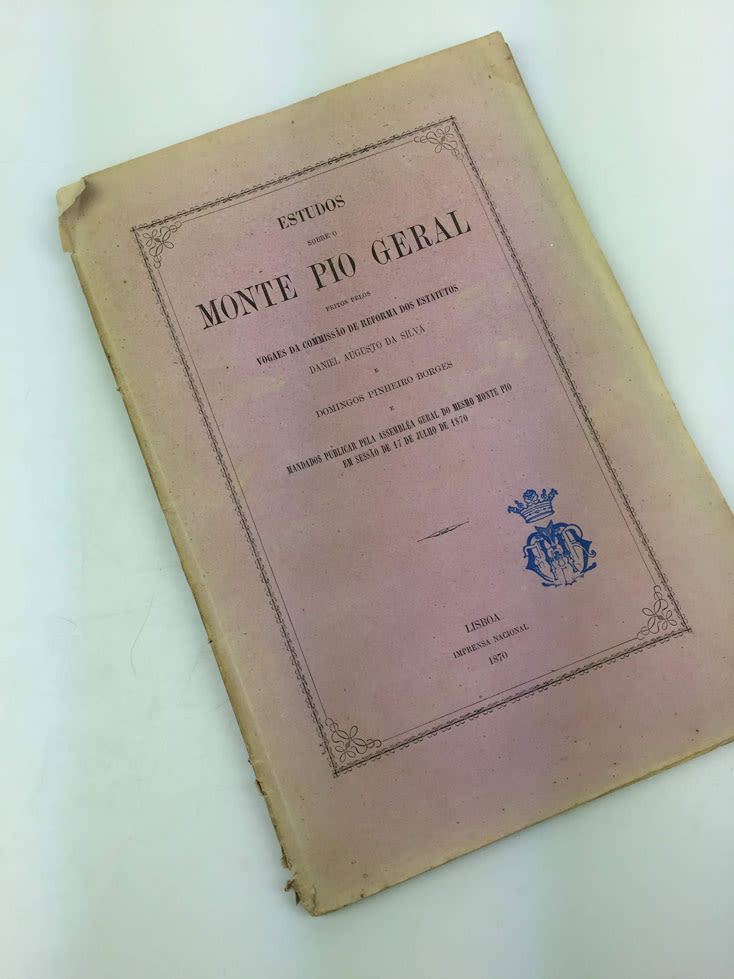 ESTUDOS
SOBRE O
MONTE PIO GERAL
FEITOS PELOS
VOGAES DA COMMISSÃO DE REFORMA DOS ESTATUTOS
DANIEL AUGUSTO DA SILVA
E
DOMINGOS PINHEIRO BORGES
E
MANDADOS PUBLICAR PELA ASSEMBLÉA GERAL DO MESMO MONTE PIO
EM SESSÃO DE 17 DE JULHO DE 1870
LISBOA
IMPRENSA NACIONAL
1870